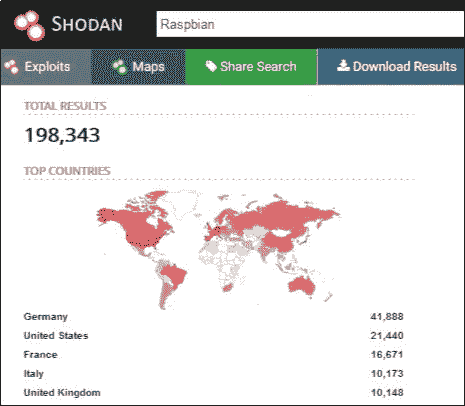 SHODAN
Raspbian
Exploits Maps Share Search Download Results
TOTAL RESULTS
198,343
TOP COUNTRIES
Germany 41,888
United States 21,440
France 16,671
Italy 10,173
United Kingdom 10,148